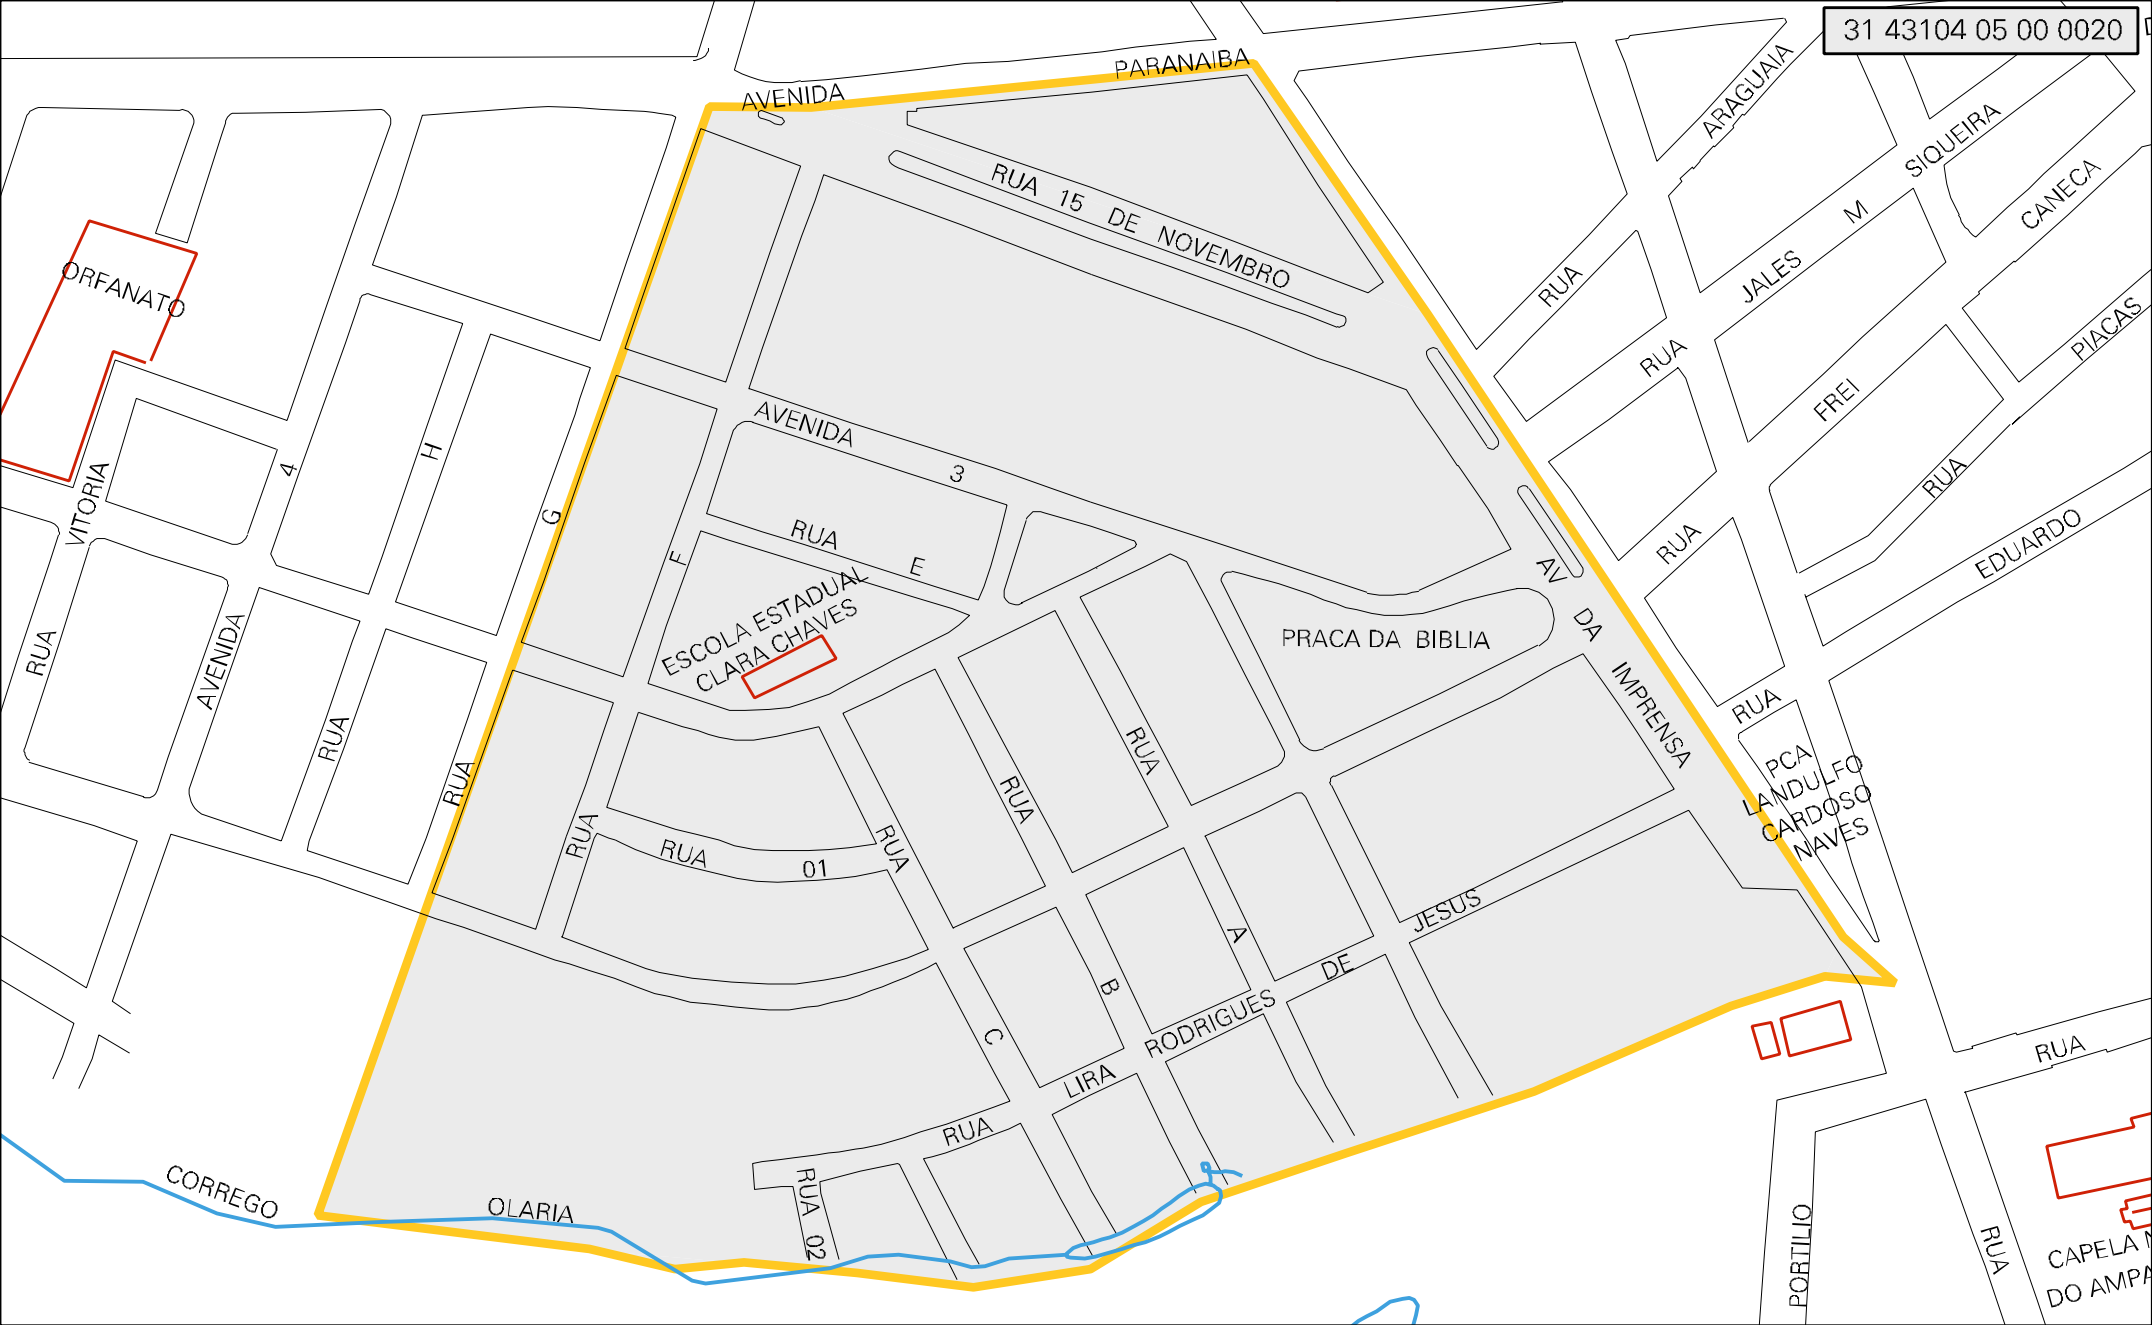 31 43104 05 00 0020
AVENIDA PARANAIBA
RUA 15 DE NOVEMBRO
RUA ARAGUAIA
RUA JALES M SIQUEIRA
RUA FREI CANECA
RUA PIACAS
RUA EDUARDO
ORFANATO
RUA VITORIA
AVENIDA 4
RUA H
RUA G
RUA F
AVENIDA 3
RUA E
ESCOLA ESTADUAL
CLARA CHAVES
PRACA DA BIBLIA
AV DA IMPRENSA
PCA
LANDULFO
CARDOSO
NAVES
RUA 01
RUA C
RUA B
RUA A
RUA LIRA RODRIGUES DE JESUS
RUA 02
CORREGO OLARIA
RUA
PORTILIO
RUA
CAPELA
DO